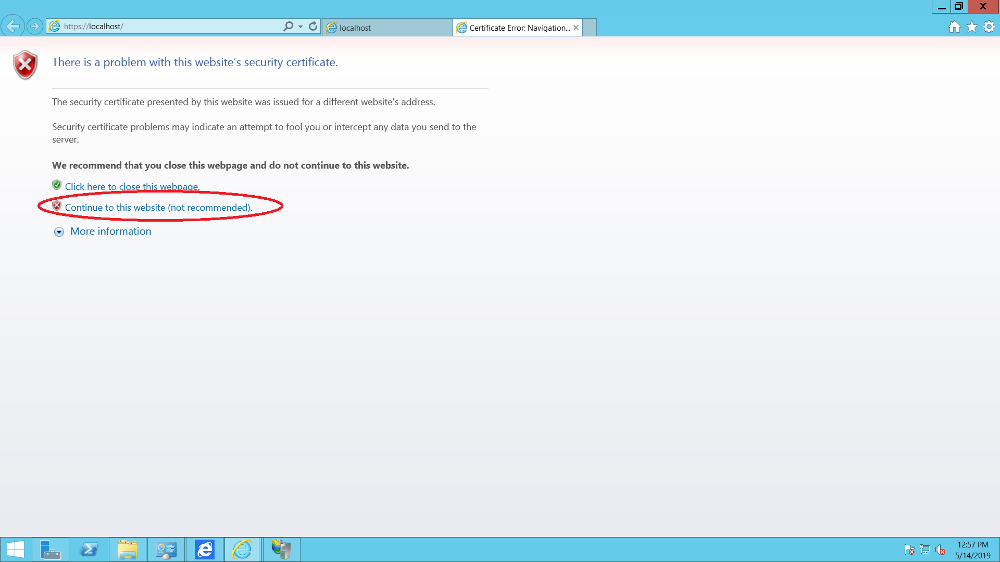 https://localhost/
localhost
Certificate Error: Navigation...
There is a problem with this website's security certificate.
The security certificate presented by this website was issued for a different website's address.
Security certificate problems may indicate an attempt to fool you or intercept any data you send to the
server.
We recommend that you close this webpage and do not continue to this website.
Click here to close this webpage.
Continue to this website (not recommended).
More information
12:57 PM
5/14/2019